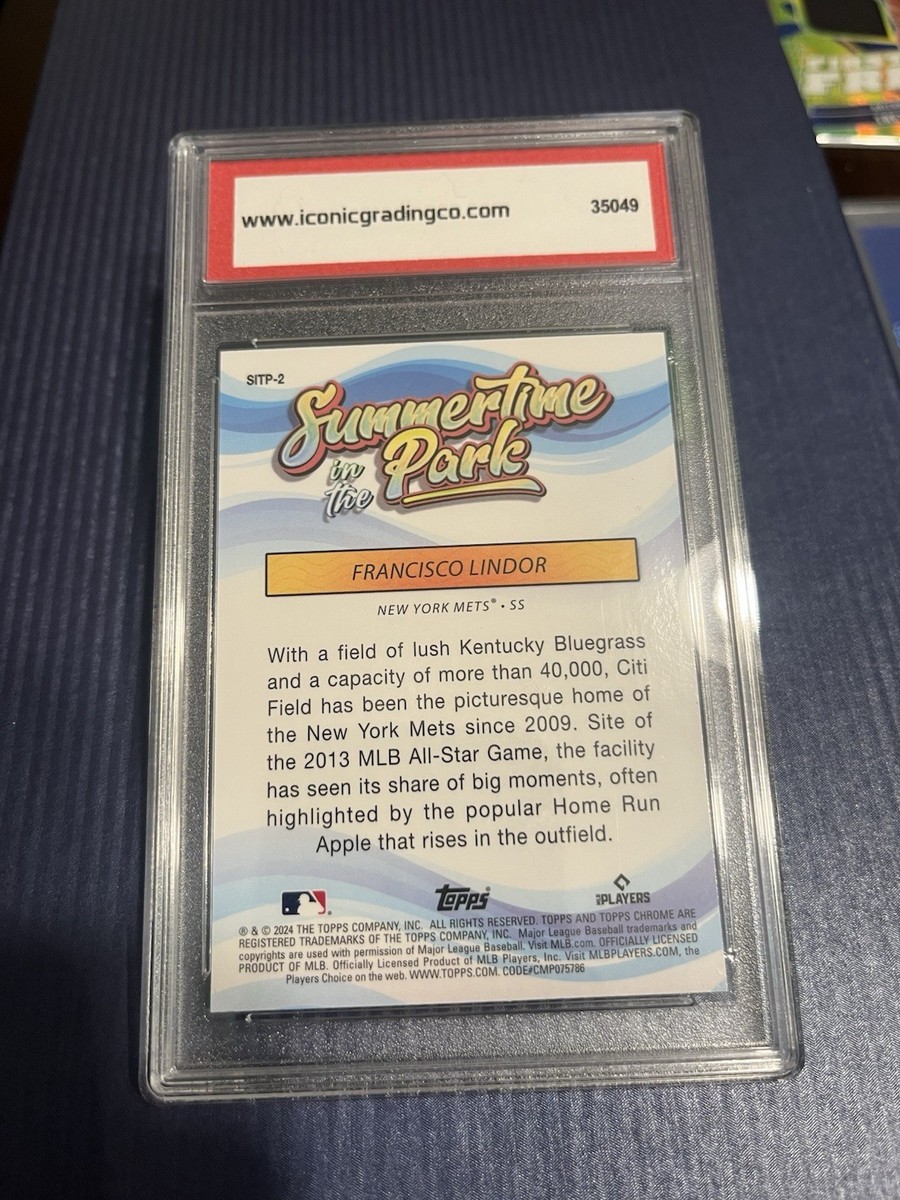 www.iconicgradingco.com 35049
SITP-2
Summertime
in the Park
FRANCISCO LINDOR
NEW YORK METS® • SS
With a field of lush Kentucky Bluegrass
and a capacity of more than 40,000, Citi
Field has been the picturesque home of
the New York Mets since 2009. Site of
the 2013 MLB All-Star Game, the facility
has seen its share of big moments, often
highlighted by the popular Home Run
Apple that rises in the outfield.
topps PLAYERS
® & © 2024 THE TOPPS COMPANY, INC. ALL RIGHTS RESERVED. TOPPS AND TOPPS CHROME ARE
REGISTERED TRADEMARKS OF THE TOPPS COMPANY, INC. Major League Baseball trademarks and
copyrights are used with permission of Major League Baseball. Visit MLB.com. OFFICIALLY LICENSED
PRODUCT OF MLB. Officially Licensed Product of MLB Players, Inc. Visit MLBPLAYERS.COM, the
Players Choice on the web. WWW.TOPPS.COM. CODE#CMP075786